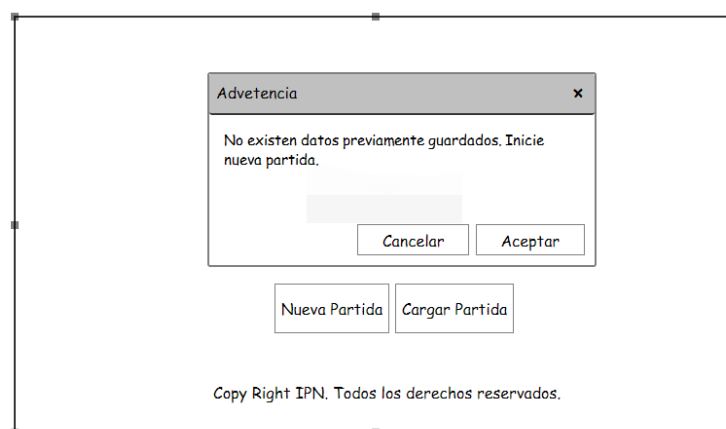 Advetencia
No existen datos previamente guardados. Inicie
nueva partida.
Cancelar Aceptar
Nueva Partida Cargar Partida
Copy Right IPN. Todos los derechos reservados.